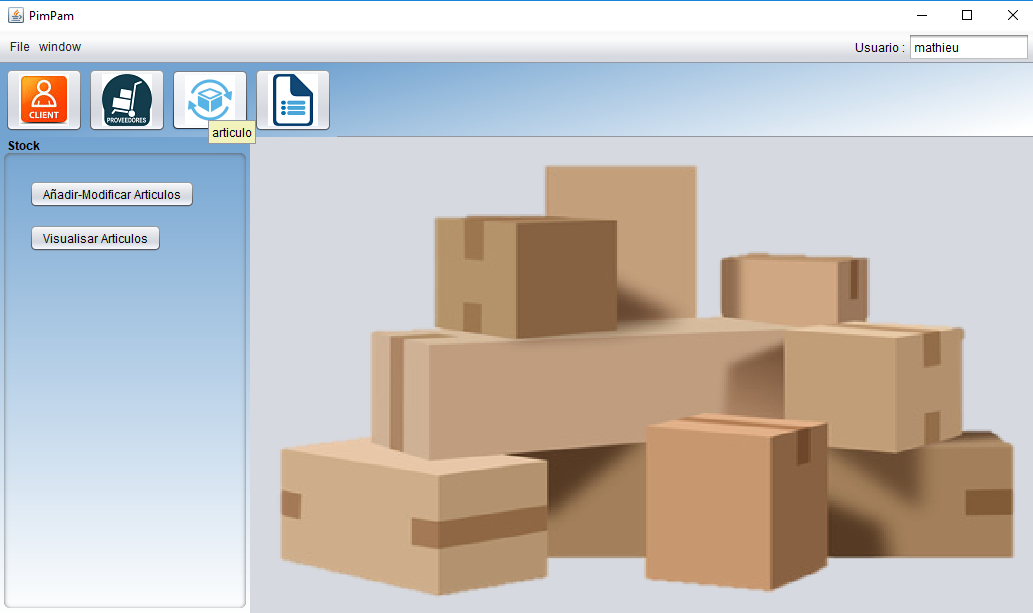 PimPam
File window
Usuario : mathieu
CLIENT
PROVEEDORES
articulo
Stock
Añadir-Modificar Articulos
Visualisar Articulos